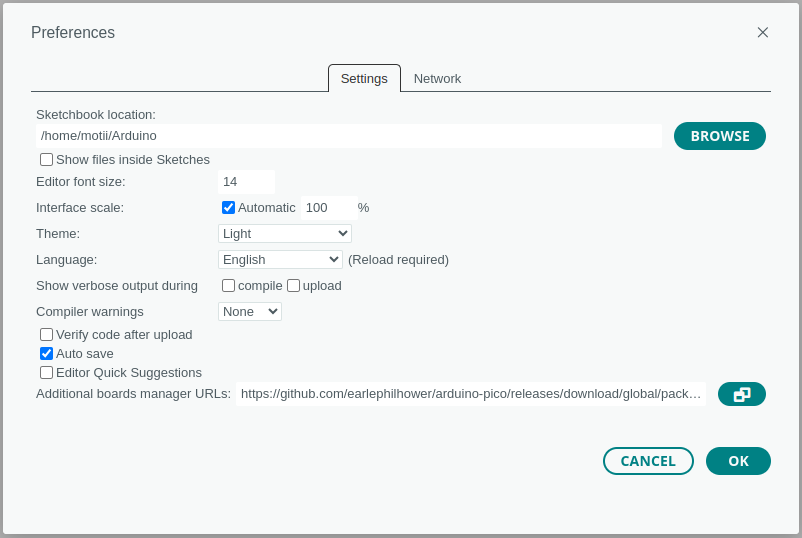 Preferences
Settings Network
Sketchbook location:
/home/motii/Arduino
BROWSE
Show files inside Sketches
Editor font size: 14
Interface scale: Automatic 100 %
Theme: Light
Language: English (Reload required)
Show verbose output during compile upload
Compiler warnings None
Verify code after upload
Auto save
Editor Quick Suggestions
Additional boards manager URLs: https://github.com/earlephilhower/arduino-pico/releases/download/global/pack…
CANCEL OK